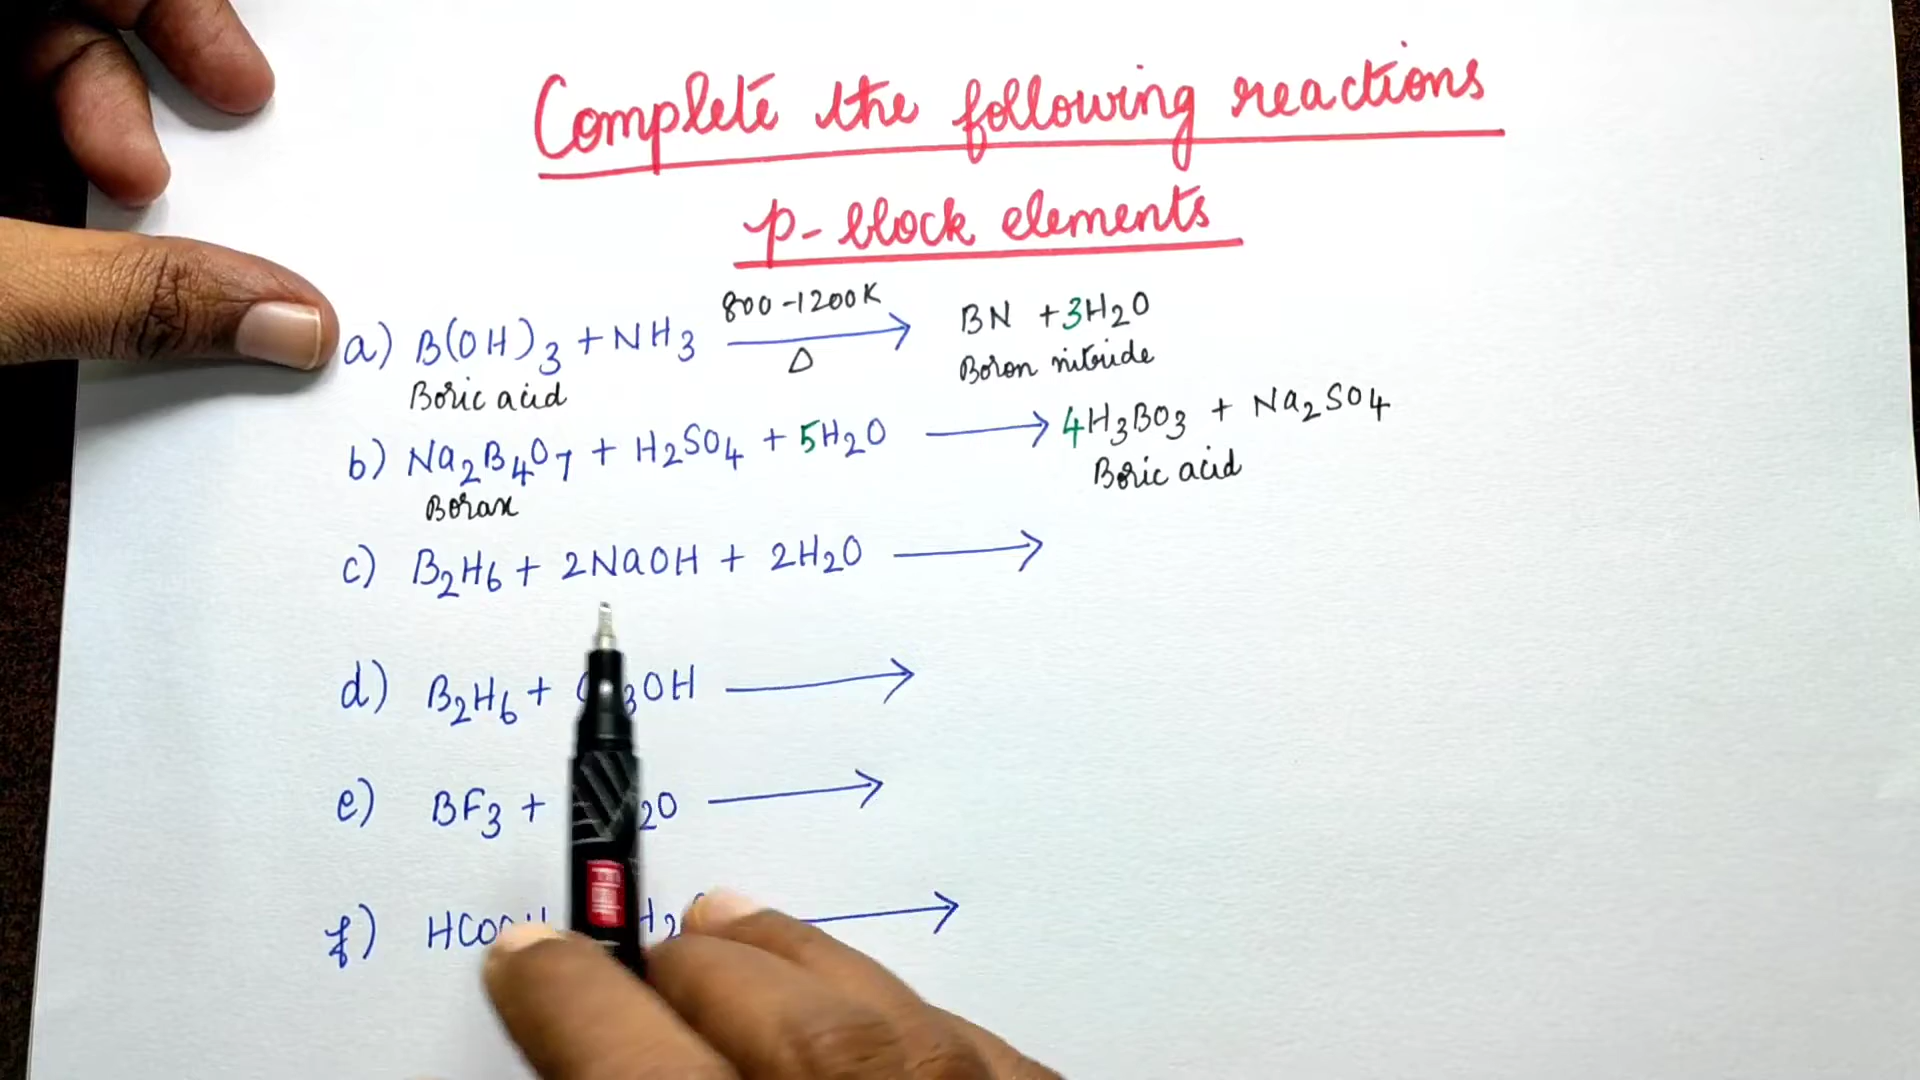 Complete the following reactions
p-block elements
a) B(OH)3 + NH3 800-1200K Δ → BN + 3H2O
Boric acid Boron nitride
b) Na2B4O7 + H2SO4 + 5H2O → 4H3BO3 + Na2SO4
Borax Boric acid
c) B2H6 + 2NaOH + 2H2O →
d) B2H6 + 3OH →
e) BF3 + 2O →
f) →